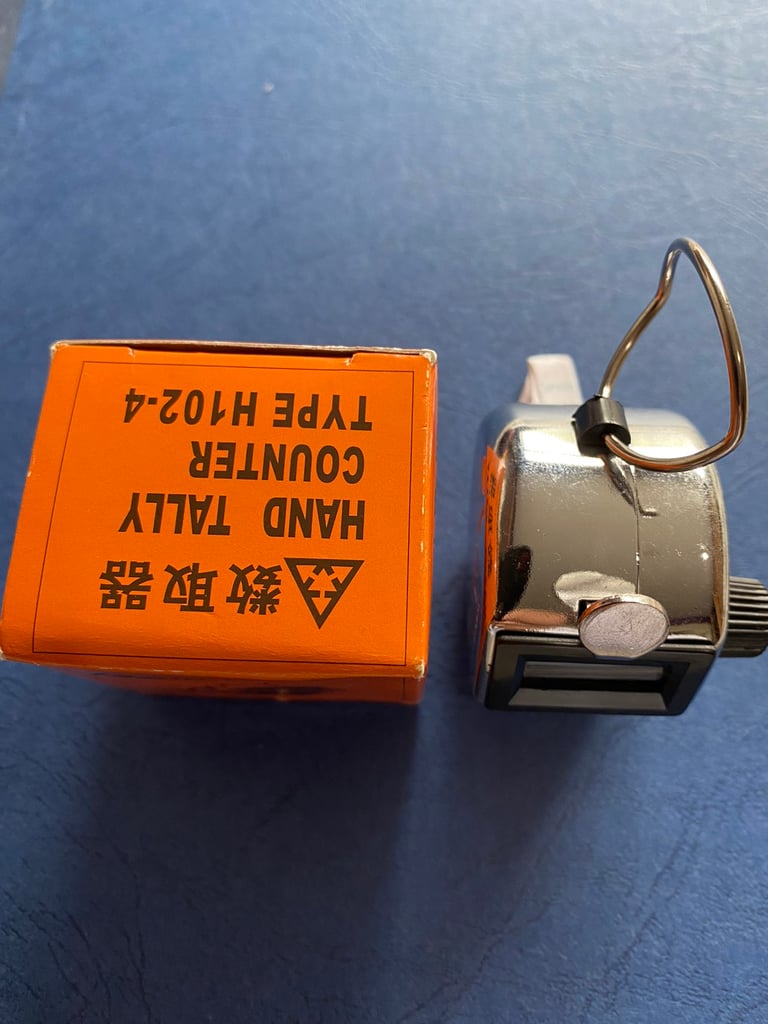 数取器
HAND TALLY
COUNTER
TYPE H102-4